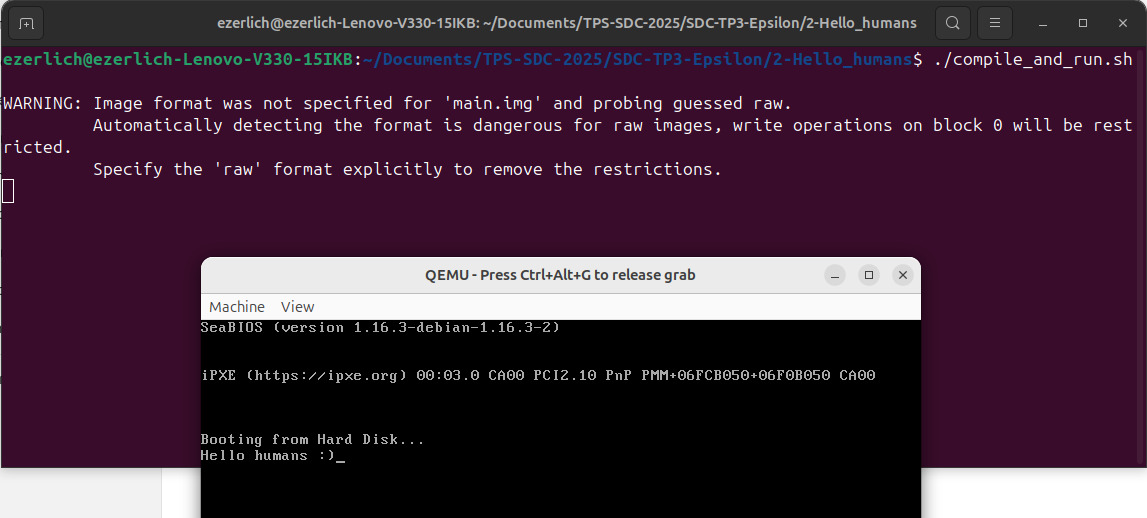 ezerlich@ezerlich-Lenovo-V330-15IKB: ~/Documents/TPS-SDC-2025/SDC-TP3-Epsilon/2-Hello_humans
ezerlich@ezerlich-Lenovo-V330-15IKB:~/Documents/TPS-SDC-2025/SDC-TP3-Epsilon/2-Hello_humans$ ./compile_and_run.sh
WARNING: Image format was not specified for 'main.img' and probing guessed raw.
         Automatically detecting the format is dangerous for raw images, write operations on block 0 will be rest
ricted.
         Specify the 'raw' format explicitly to remove the restrictions.
QEMU - Press Ctrl+Alt+G to release grab
Machine View
SeaBIOS (version 1.16.3-debian-1.16.3-2)
iPXE (https://ipxe.org) 00:03.0 CA00 PCI2.10 PnP PMM+06FCB050+06F0B050 CA00
Booting from Hard Disk...
Hello humans :)_